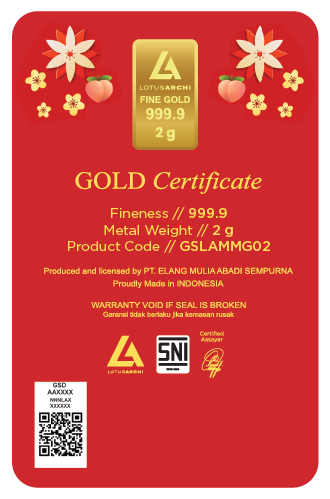 LOTUSARCHI
FINE GOLD
999.9
2 g
GOLD Certificate
Fineness // 999.9
Metal Weight // 2 g
Product Code // GSLAMMG02
Produced and licensed by PT. ELANG MULIA ABADI SEMPURNA
Proudly Made in INDONESIA
WARRANTY VOID IF SEAL IS BROKEN
Garansi tidak berlaku jika kemasan rusak
LOTUSARCHI
SNI
Certified
Assayer
GSD
AAXXXX
NNNLAX
XXXXXX